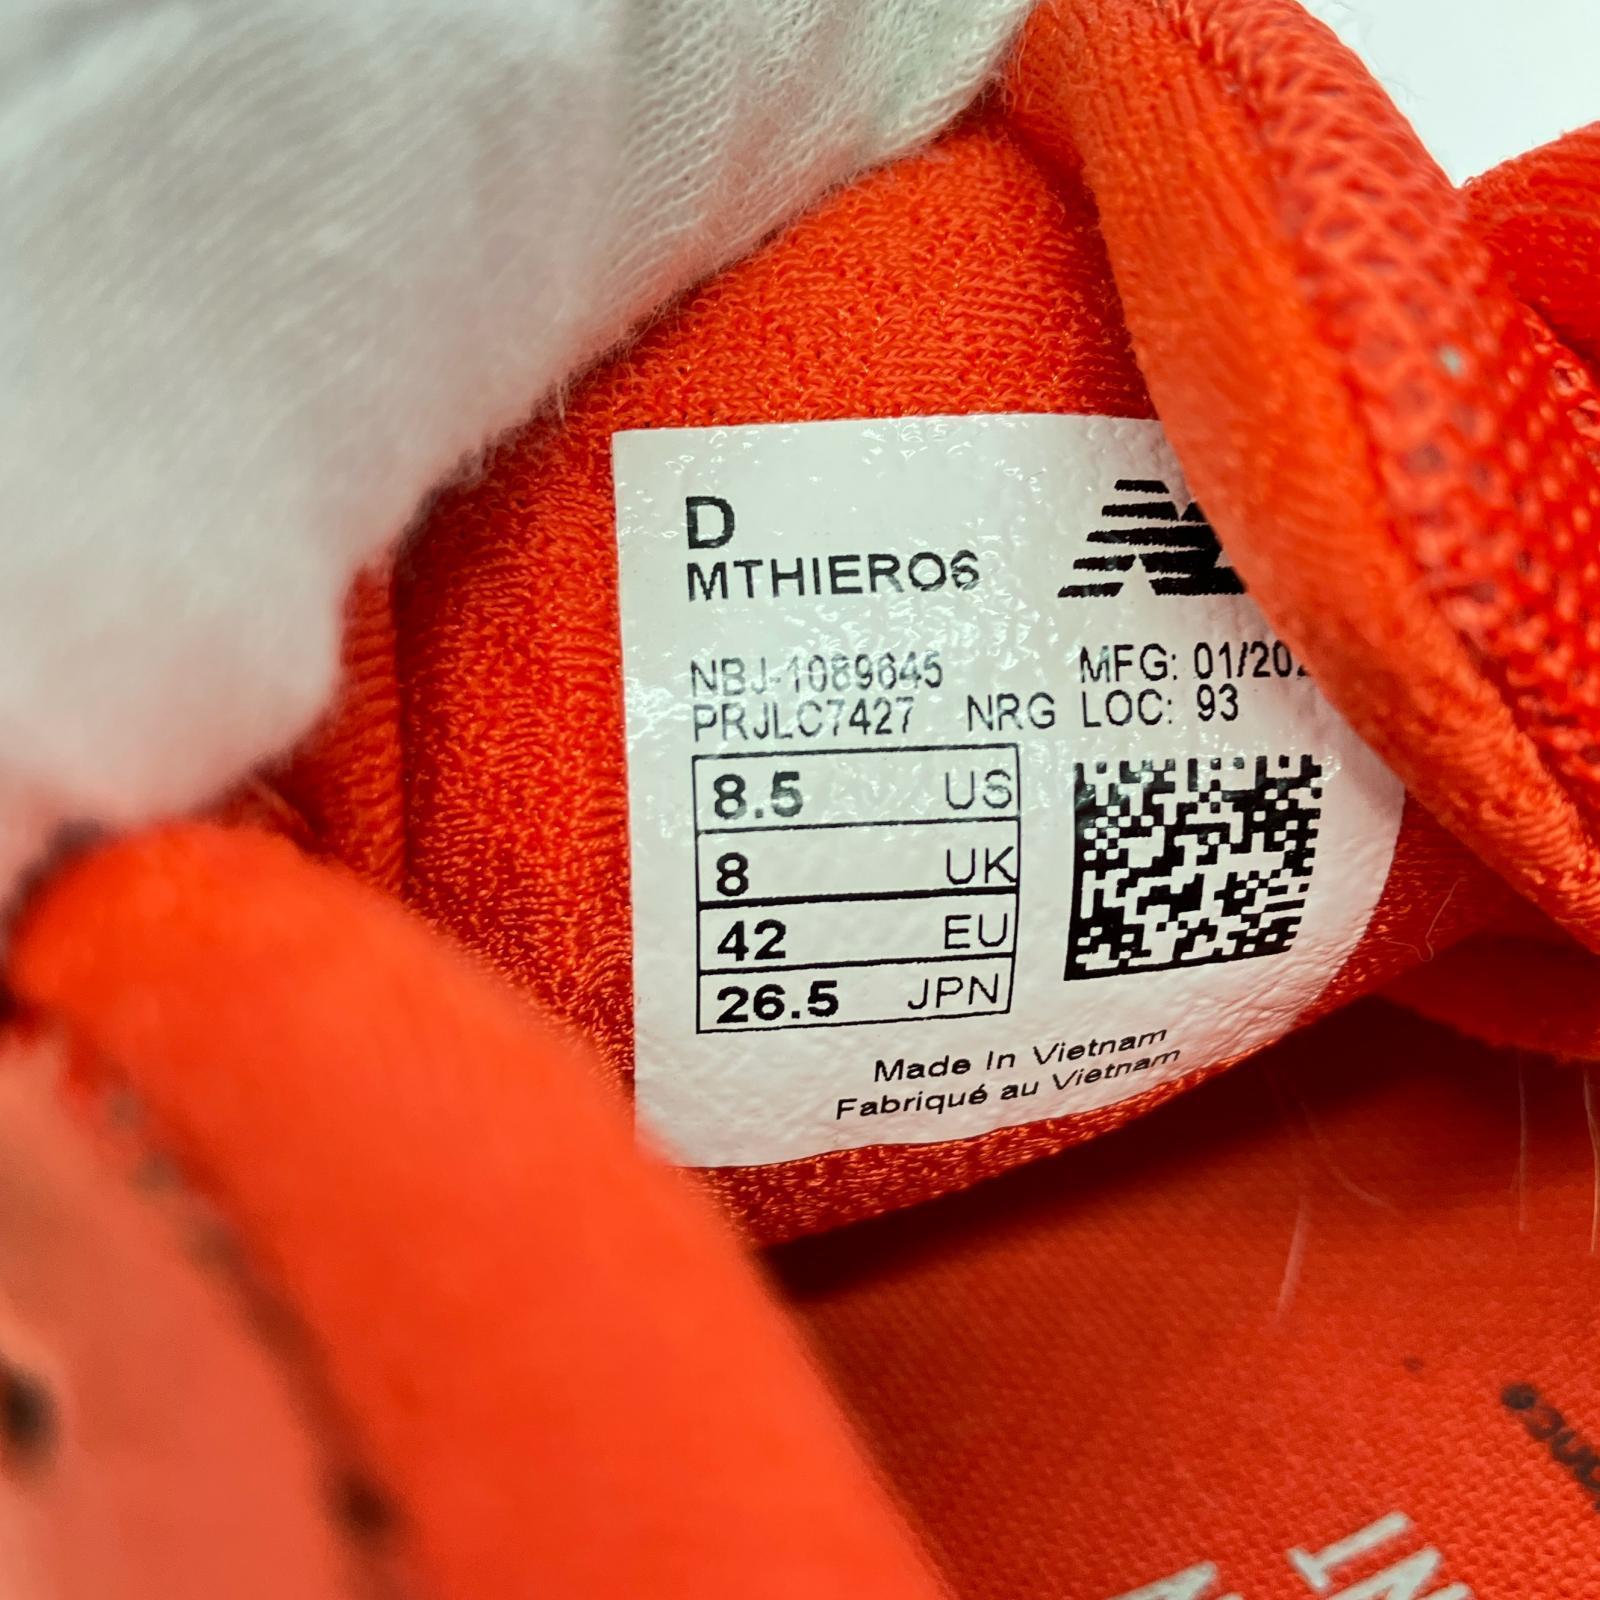 D
MTHIERO6
NBJ-1089645
PRJLC7427 NRG
MFG: 01/202
LOC: 93
8.5 US
8 UK
42 EU
26.5 JPN
Made In Vietnam
Fabriqué au Vietnam